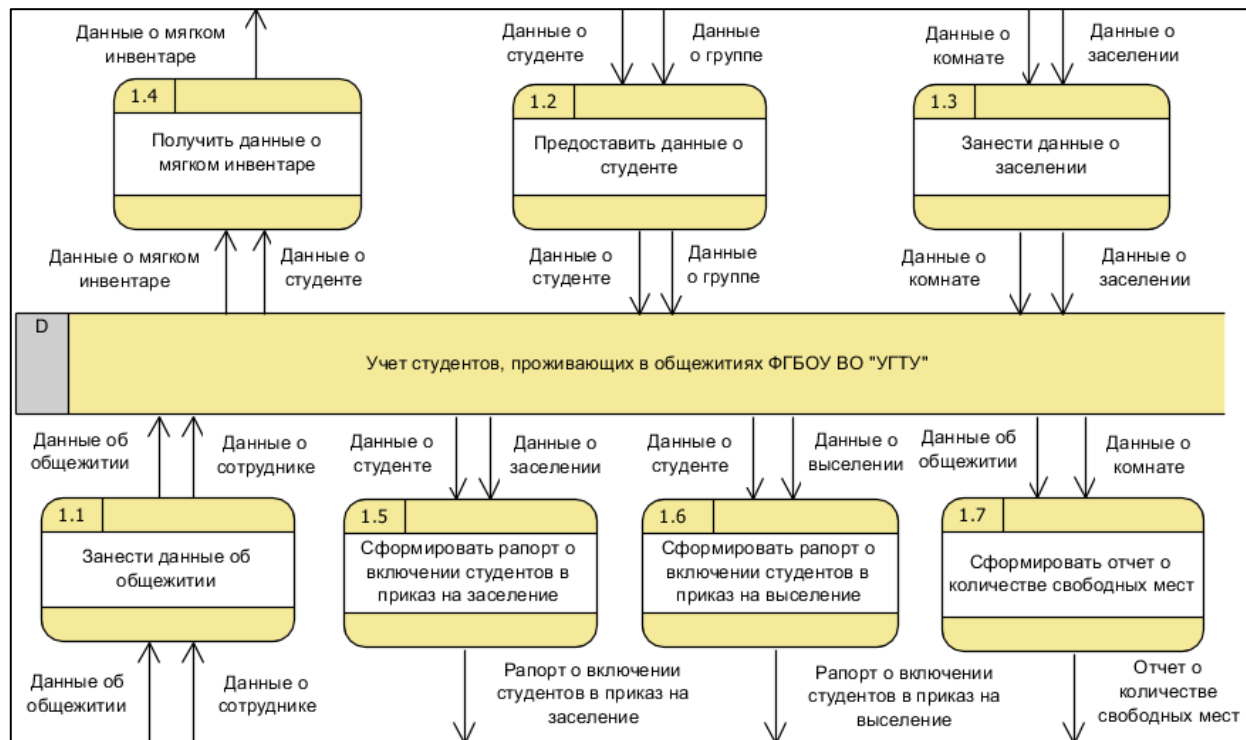 Данные о мягком
инвентаре
Данные о
студенте
Данные
о группе
Данные о
комнате
Данные о
заселении
1.4
Получить данные о
мягком инвентаре
1.2
Предоставить данные о
студенте
1.3
Занести данные о
заселении
Данные о мягком
инвентаре
Данные о
студенте
Данные о
студенте
Данные
о группе
Данные о
комнате
Данные о
заселении
D
Учет студентов, проживающих в общежитиях ФГБОУ ВО "УГТУ"
Данные об
общежитии
Данные о
сотруднике
Данные о
студенте
Данные о
заселении
Данные о
студенте
Данные о
выселении
Данные об
общежитии
Данные о
комнате
1.1
Занести данные об
общежитии
1.5
Сформировать рапорт о
включении студентов в
приказ на заселение
1.6
Сформировать рапорт о
включении студентов в
приказ на выселение
1.7
Сформировать отчет о
количестве свободных мест
Данные об
общежитии
Данные о
сотруднике
Рапорт о включении
студентов в приказ на
заселение
Рапорт о включении
студентов в приказ на
выселение
Отчет о
количестве
свободных мест